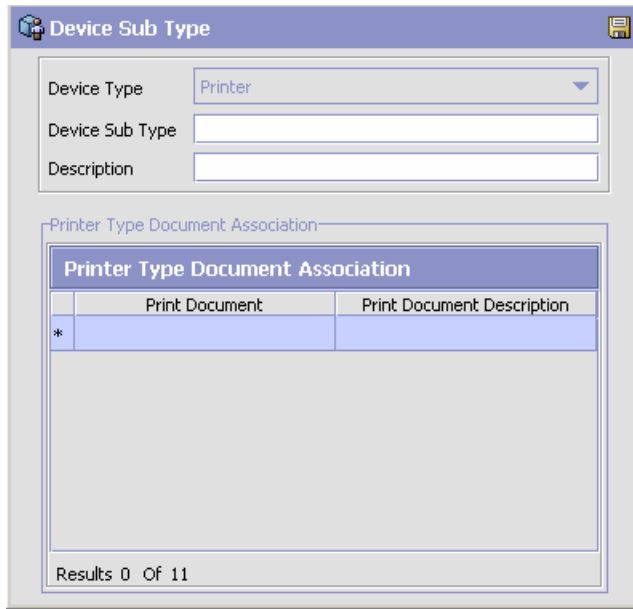 Device Sub Type
Device Type Printer
Device Sub Type
Description
Printer Type Document Association
Printer Type Document Association
Print Document Print Document Description
*
Results 0 Of 11